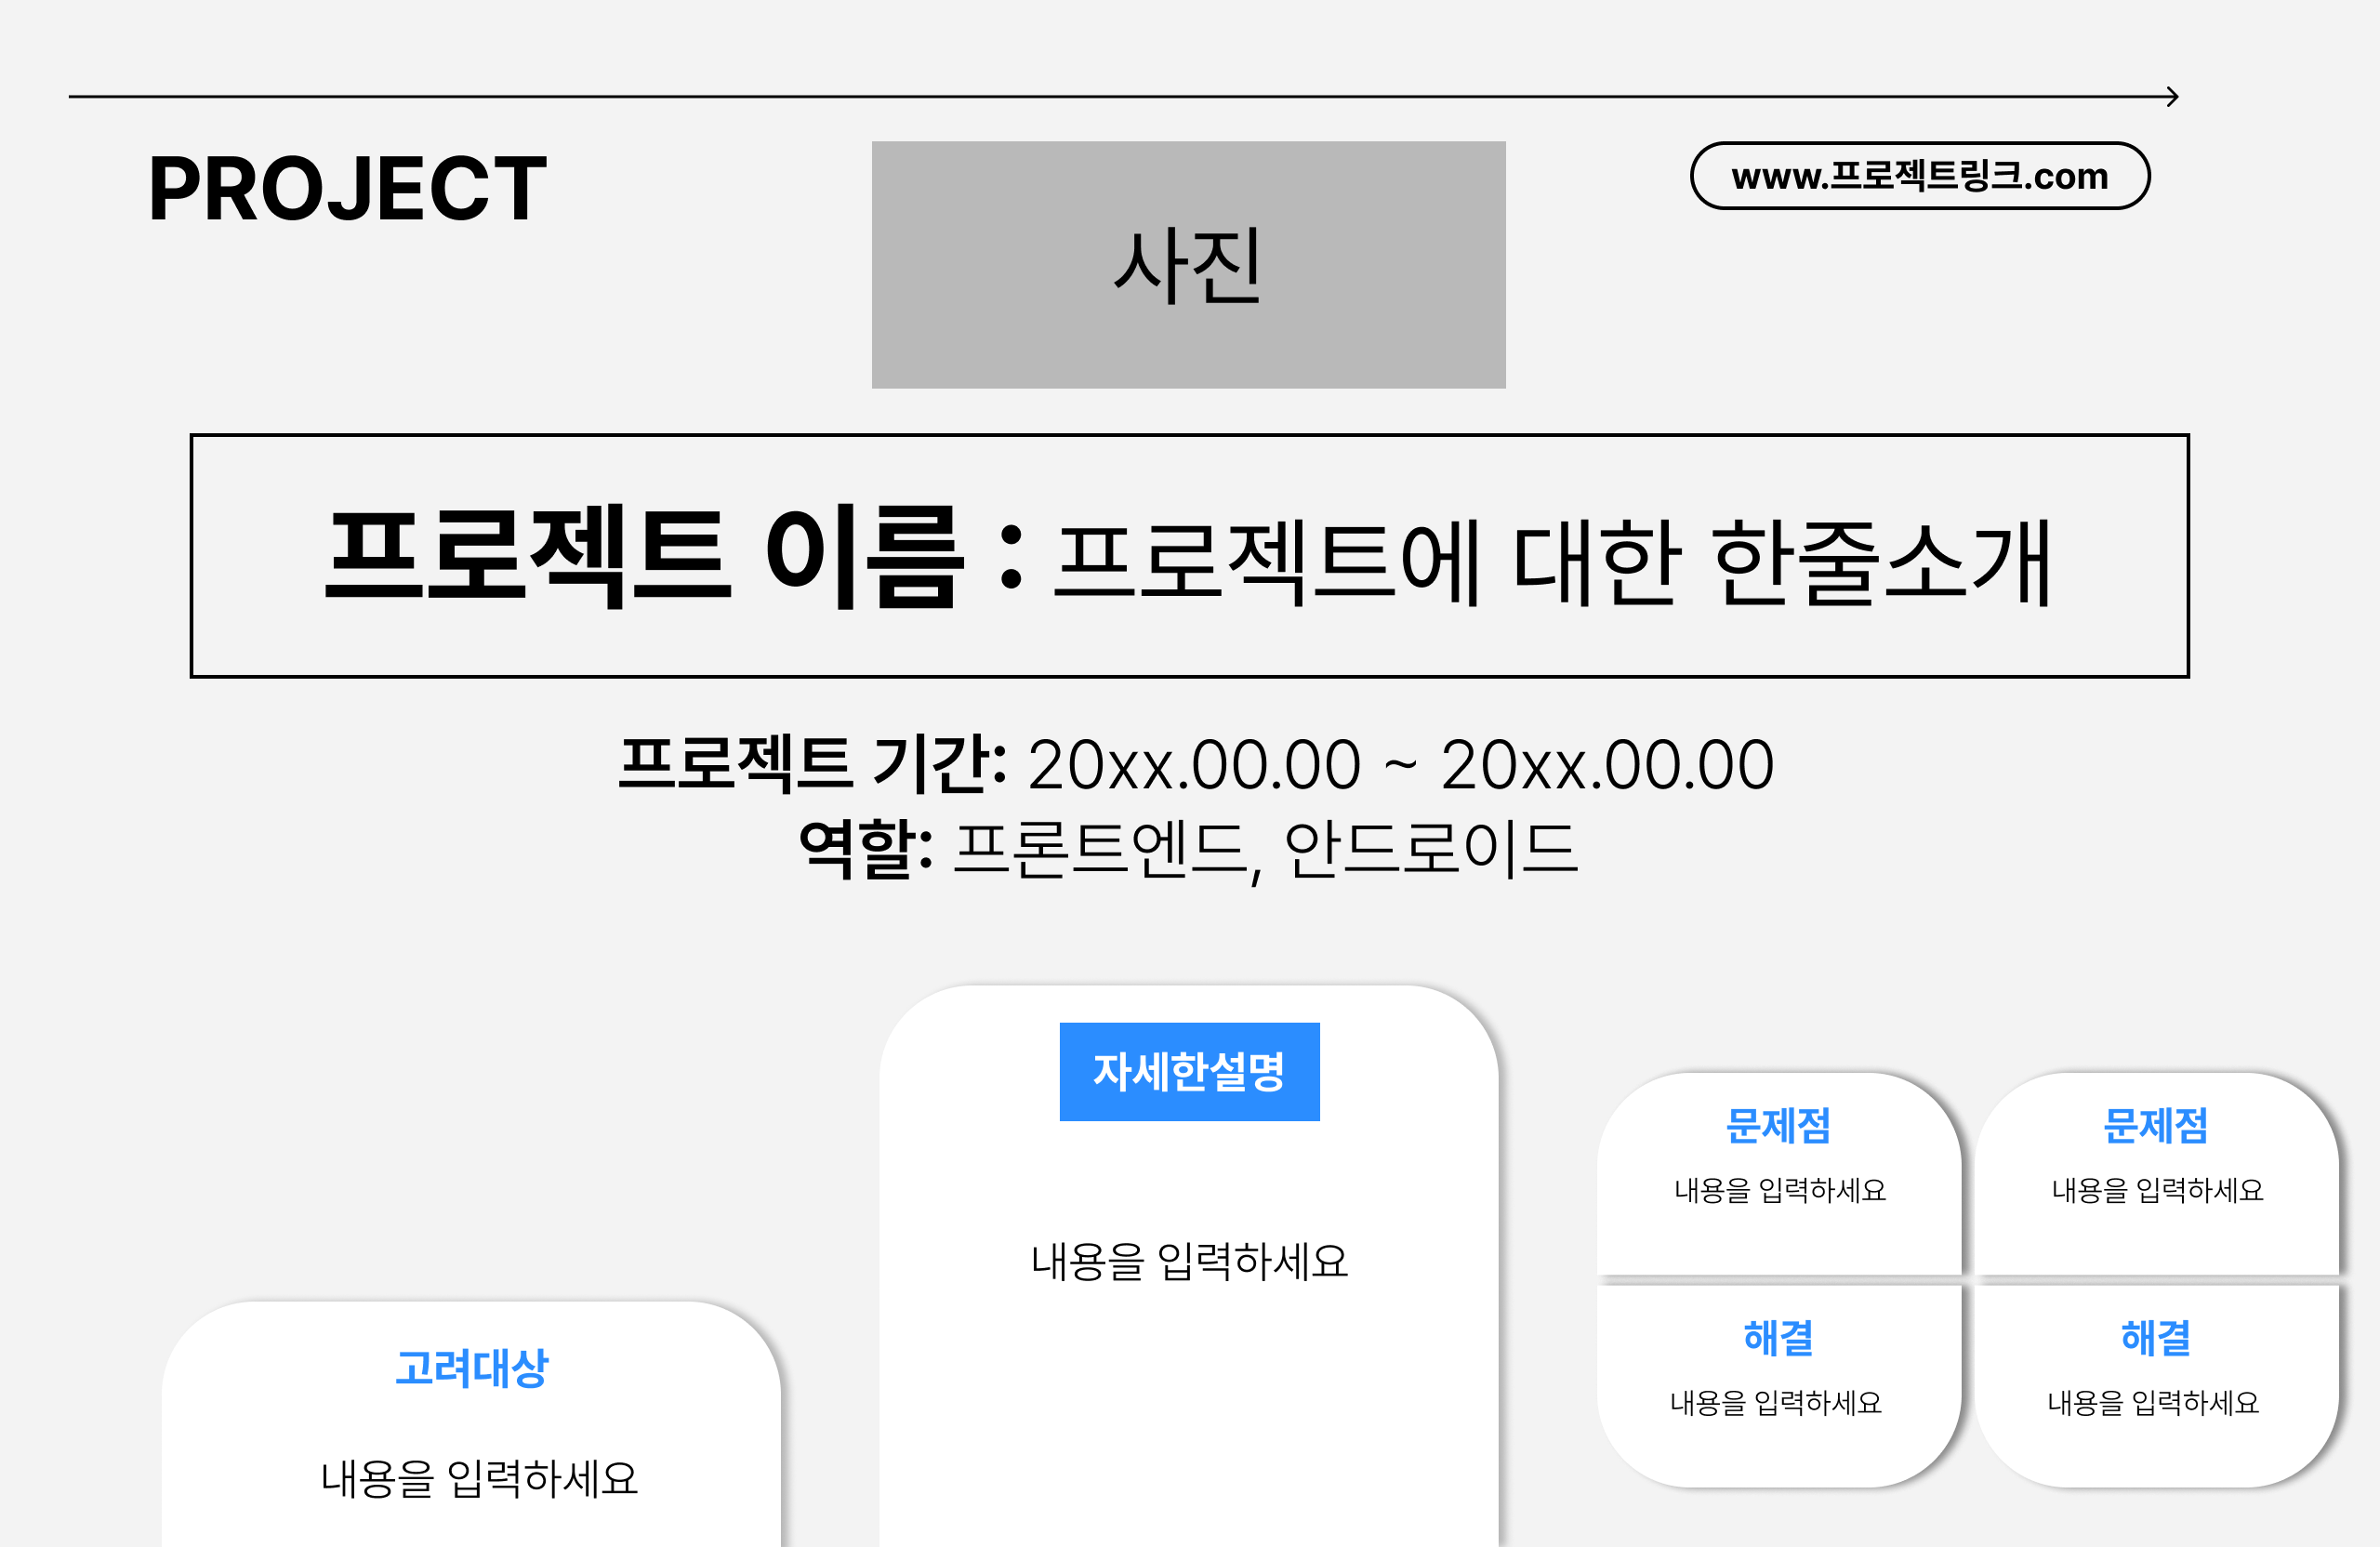 PROJECT
사진
www.프로젝트링크.com
프로젝트 이름 : 프로젝트에 대한 한줄소개
프로젝트 기간: 20xx.00.00 ~ 20xx.00.00
역할: 프론트엔드, 안드로이드
고려대상
내용을 입력하세요
자세한설명
내용을 입력하세요
문제점
내용을 입력하세요
해결
내용을 입력하세요
문제점
내용을 입력하세요
해결
내용을 입력하세요